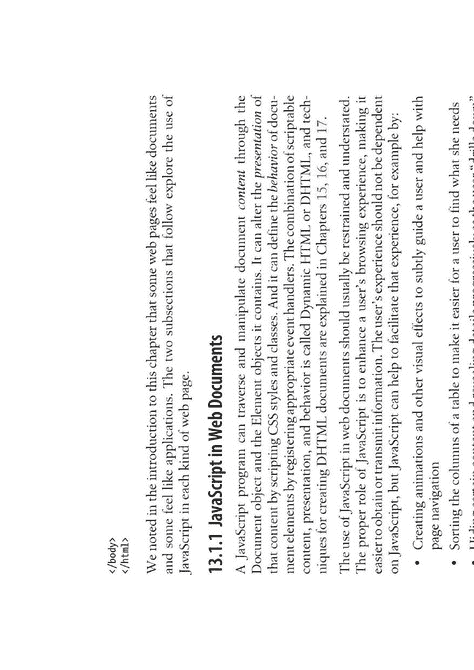 </body>
</html>
We noted in the introduction to this chapter that some web pages feel like documents
and some feel like applications. The two subsections that follow explore the use of
JavaScript in each kind of web page.
13.1.1 JavaScript in Web Documents
A JavaScript program can traverse and manipulate document content through the
Document object and the Element objects it contains. It can alter the presentation of
that content by scripting CSS styles and classes. And it can define the behavior of docu-
ment elements by registering appropriate event handlers. The combination of scriptable
content, presentation, and behavior is called Dynamic HTML or DHTML, and tech-
niques for creating DHTML documents are explained in Chapters 15, 16, and 17.
The use of JavaScript in web documents should usually be restrained and understated.
The proper role of JavaScript is to enhance a user's browsing experience, making it
easier to obtain or transmit information. The user's experience should not be dependent
on JavaScript, but JavaScript can help to facilitate that experience, for example by:
• Creating animations and other visual effects to subtly guide a user and help with
page navigation
• Sorting the columns of a table to make it easier for a user to find what she needs